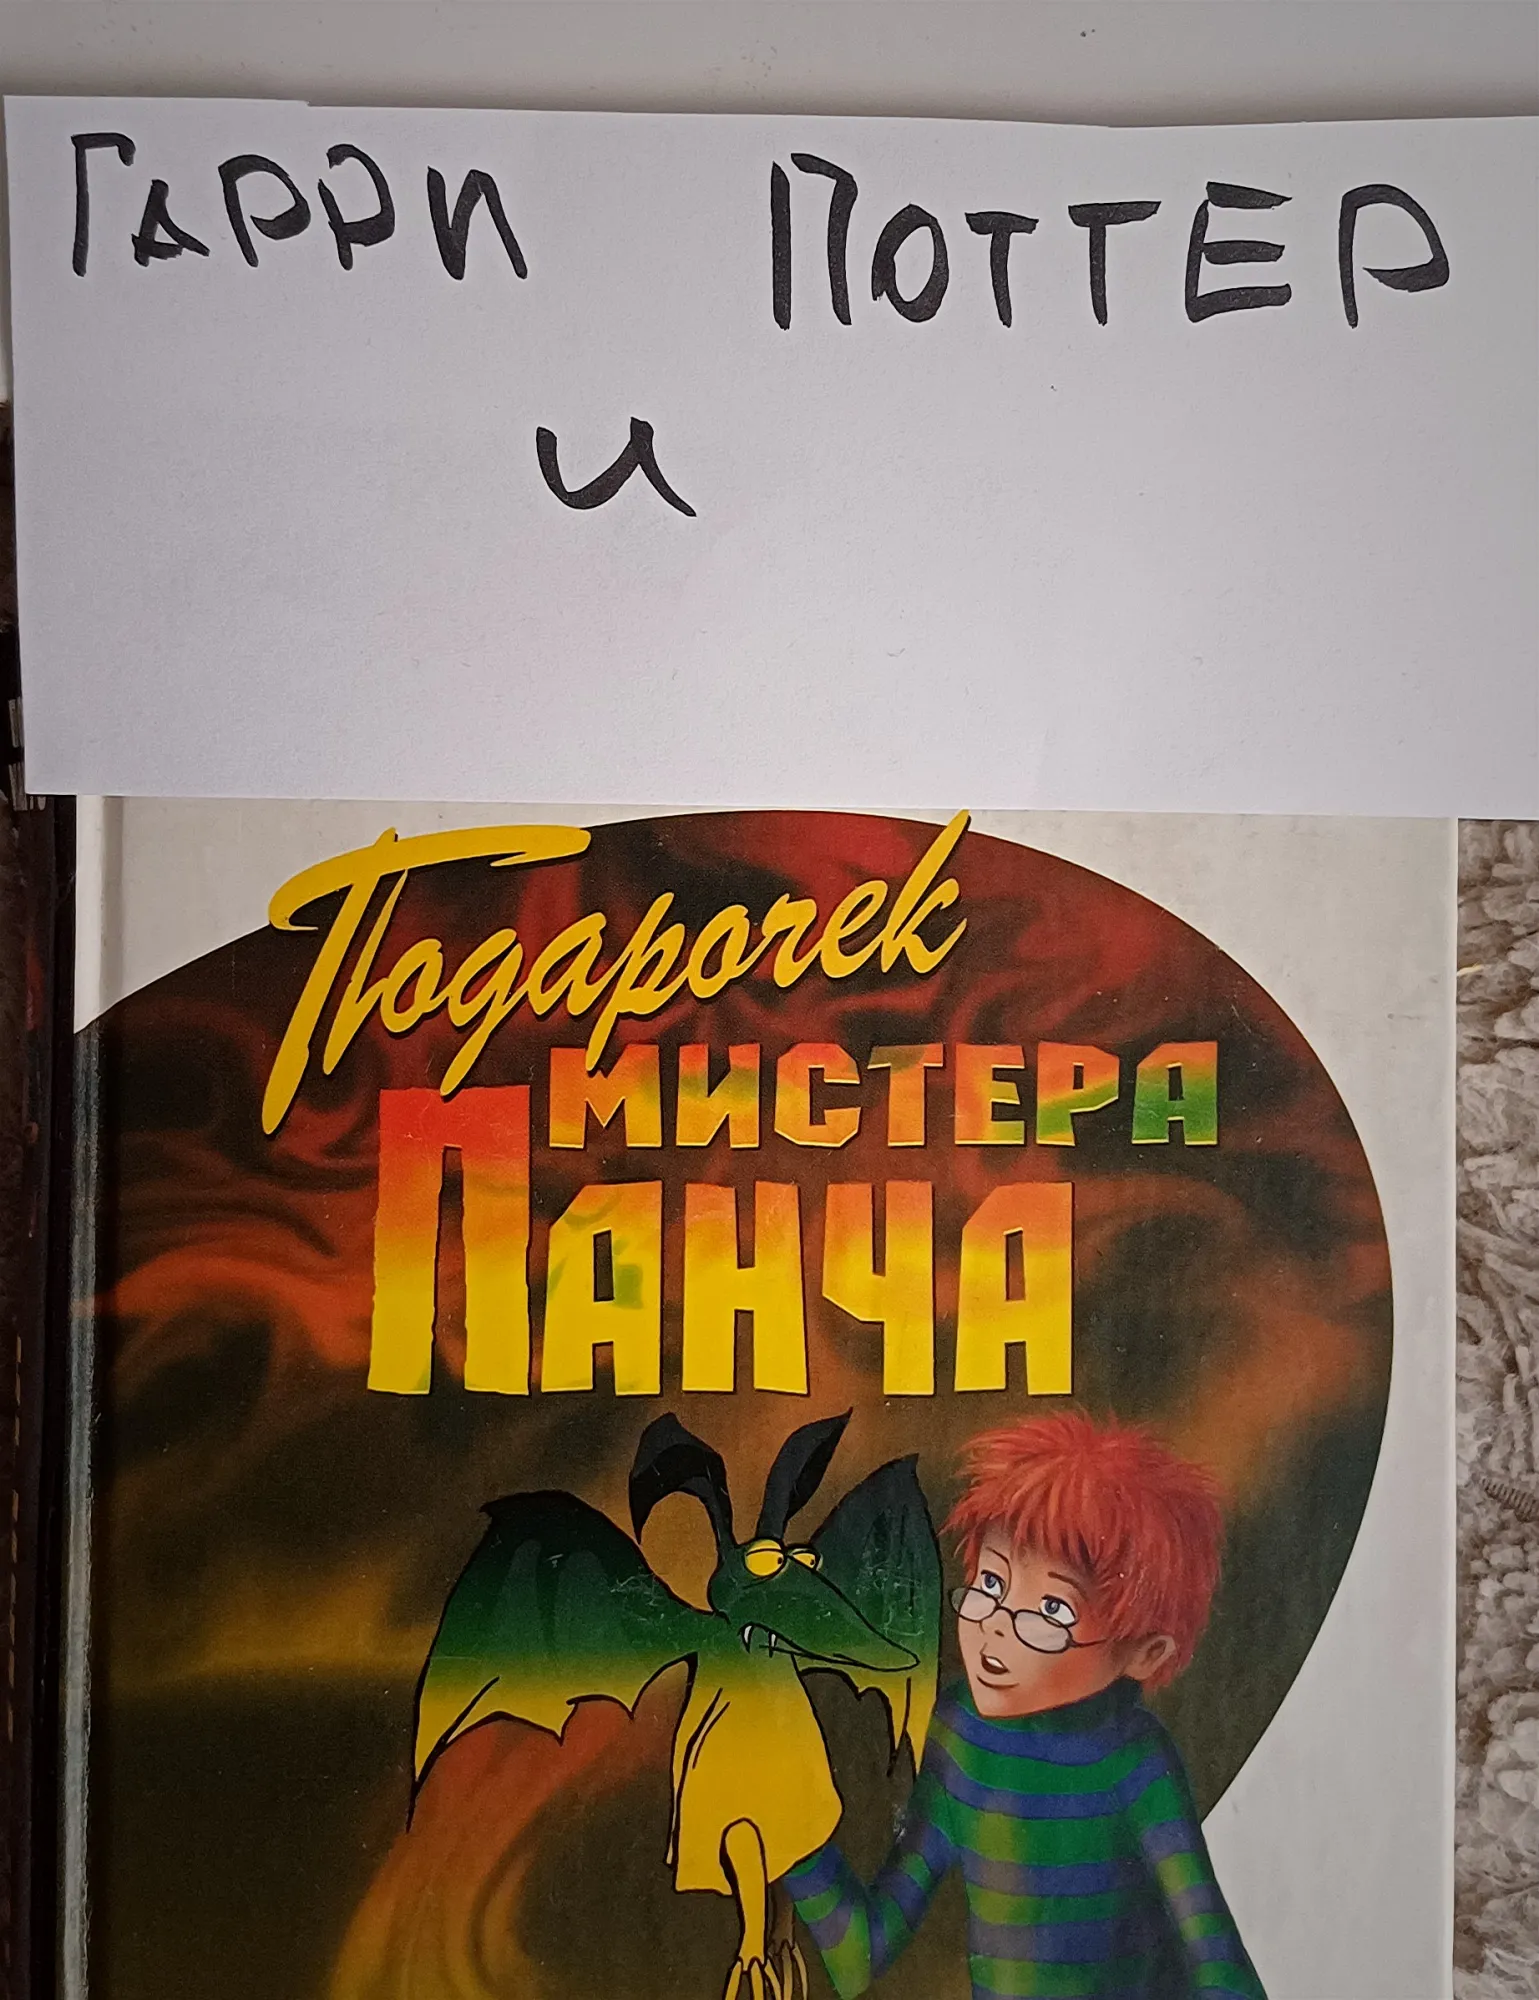 ГАРРИ ПОТТЕР
и
Подарочек
МИСТЕРА
ПАНЧА